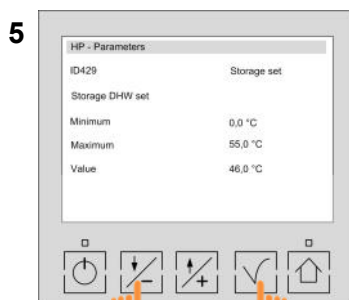 5
HP - Parameters
ID429 Storage set
Storage DHW set
Minimum 0,0 °C
Maximum 55,0 °C
Value 46,0 °C